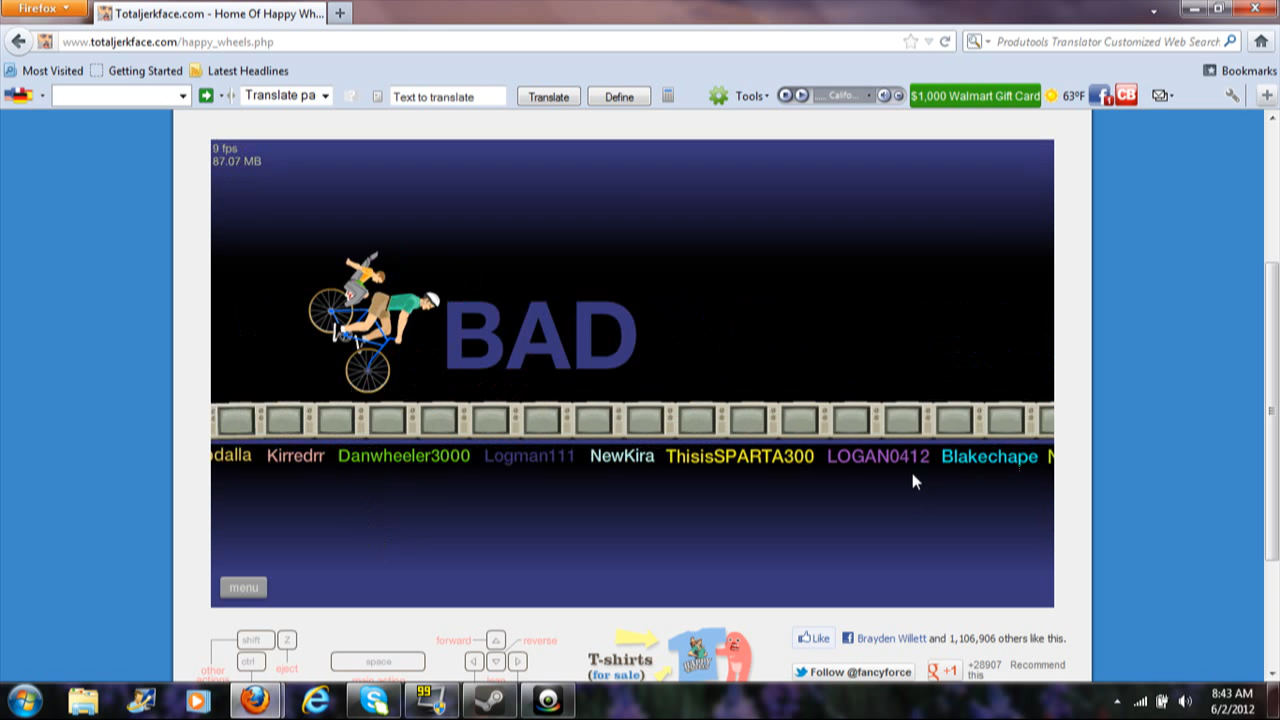 Firefox
Totaljerkface.com - Home Of Happy Wh...
www.totaljerkface.com/happy_wheels.php
Produtools Translator Customized Web Search
Most Visited Getting Started Latest Headlines Bookmarks
Translate pa Text to translate Translate Define Tools Califo... $1,000 Walmart Gift Card 63°F f 1 CB
9 fps
87.07 MB
BAD
odalla Kirredrr Danwheeler3000 Logman111 NewKira ThisisSPARTA300 LOGAN0412 Blakechape
menu
shift Z forward reverse Like Brayden Willett and 1,106,906 others like this.
ctrl eject space T-shirts
other (for sale) Follow @fancyforce g +1 +28907 Recommend this
99 8:43 AM
6/2/2012